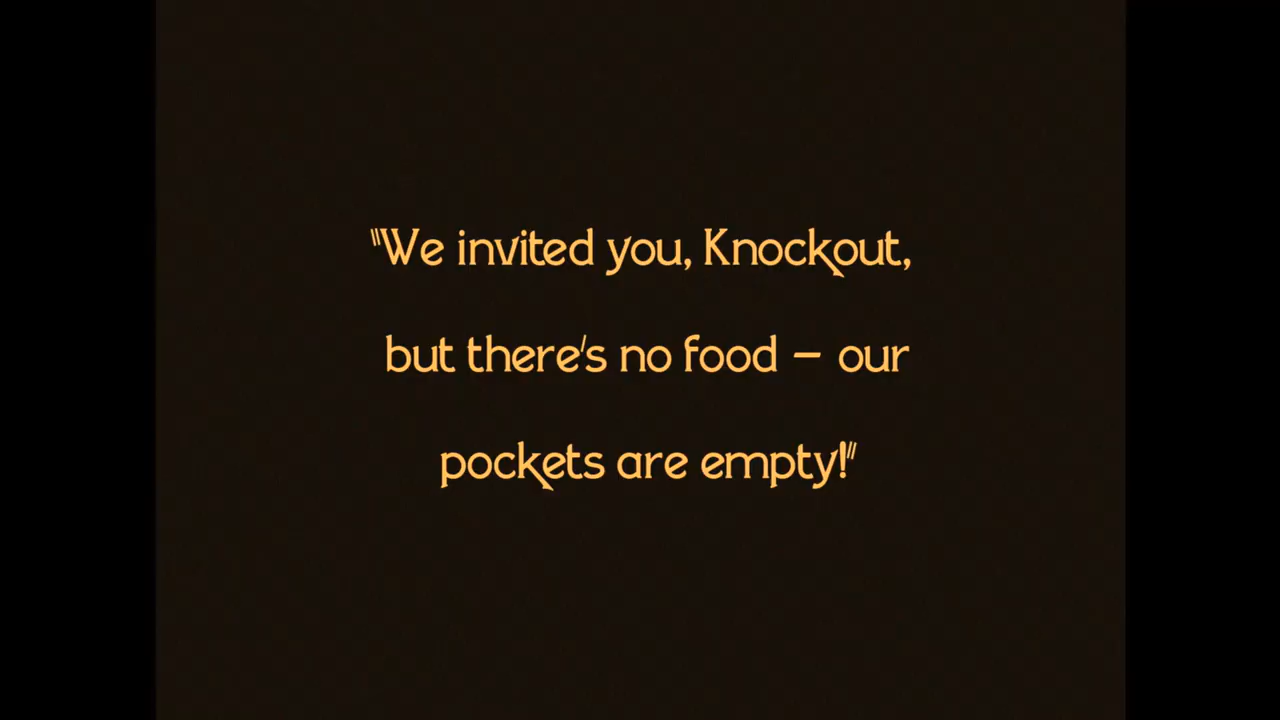 "We invited you, Knockout,
but there's no food – our
pockets are empty!"